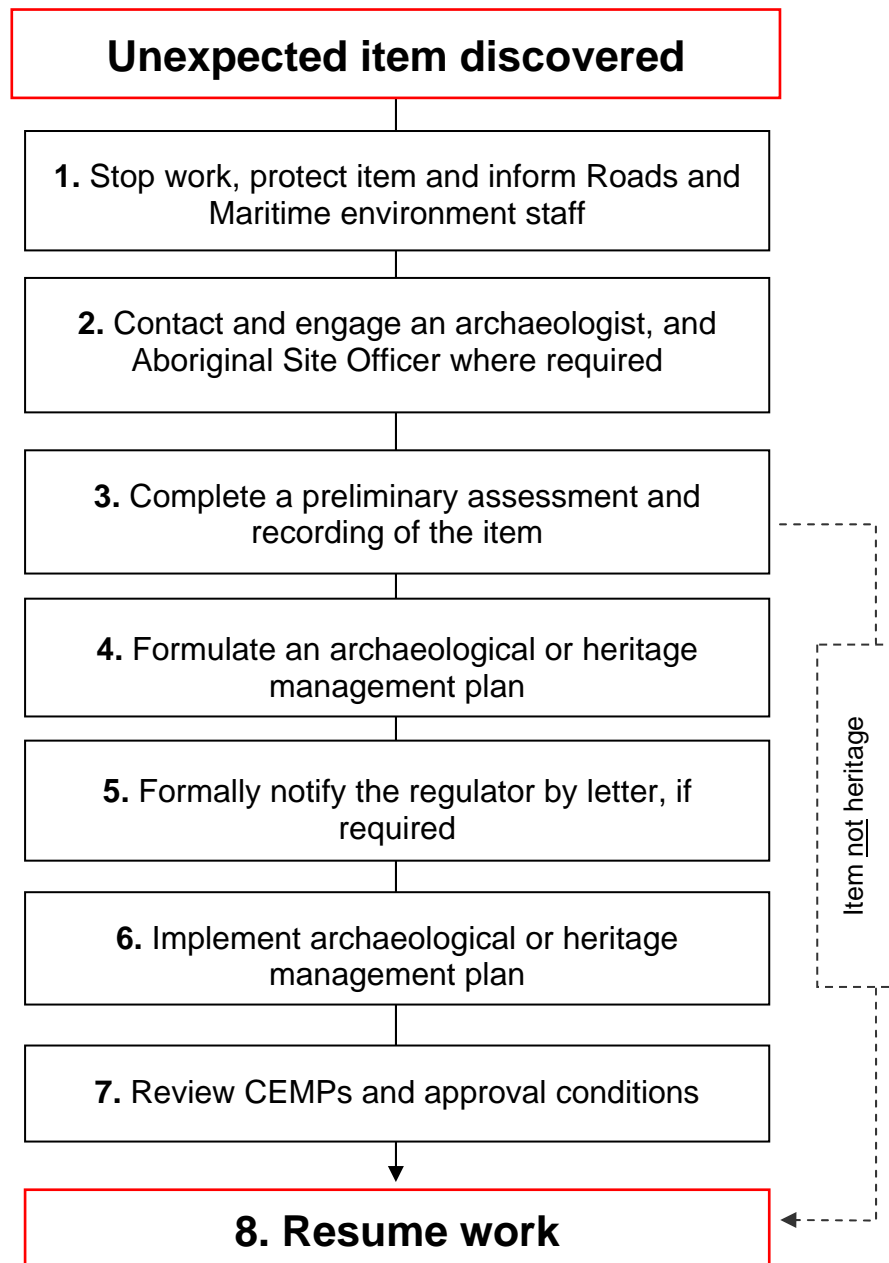 Unexpected item discovered
1. Stop work, protect item and inform Roads and
Maritime environment staff
2. Contact and engage an archaeologist, and
Aboriginal Site Officer where required
3. Complete a preliminary assessment and
recording of the item
4. Formulate an archaeological or heritage
management plan
5. Formally notify the regulator by letter, if
required
6. Implement archaeological or heritage
management plan
7. Review CEMPs and approval conditions
8. Resume work
Item not heritage